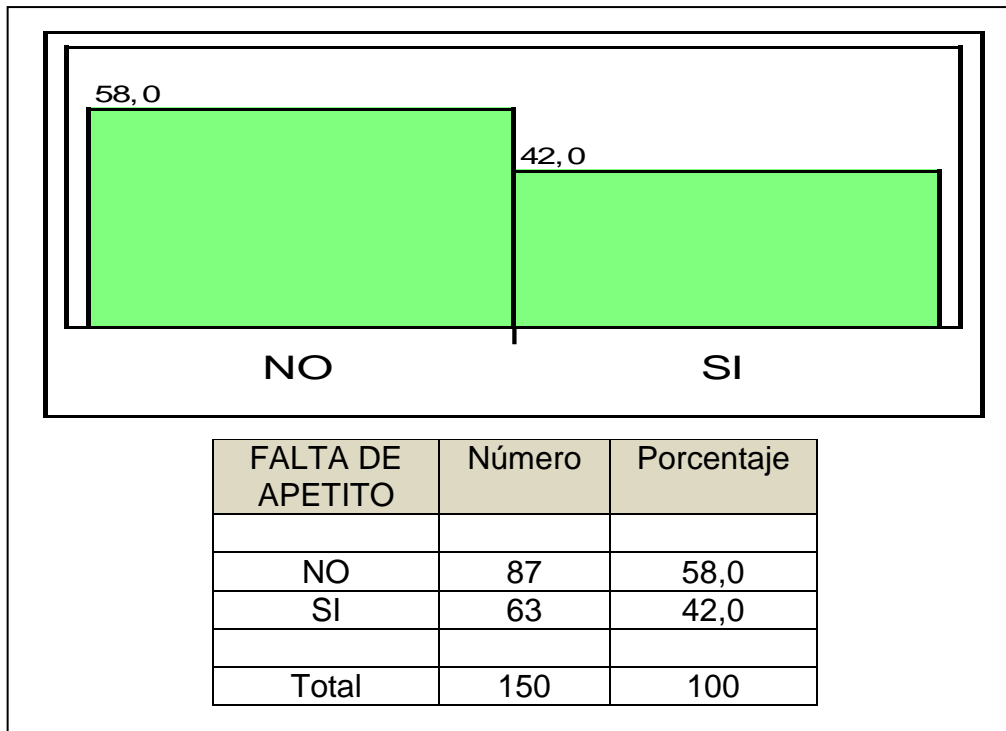 58,0
42,0
NO SI
FALTA DE APETITO Número Porcentaje
NO 87 58,0
SI 63 42,0
Total 150 100